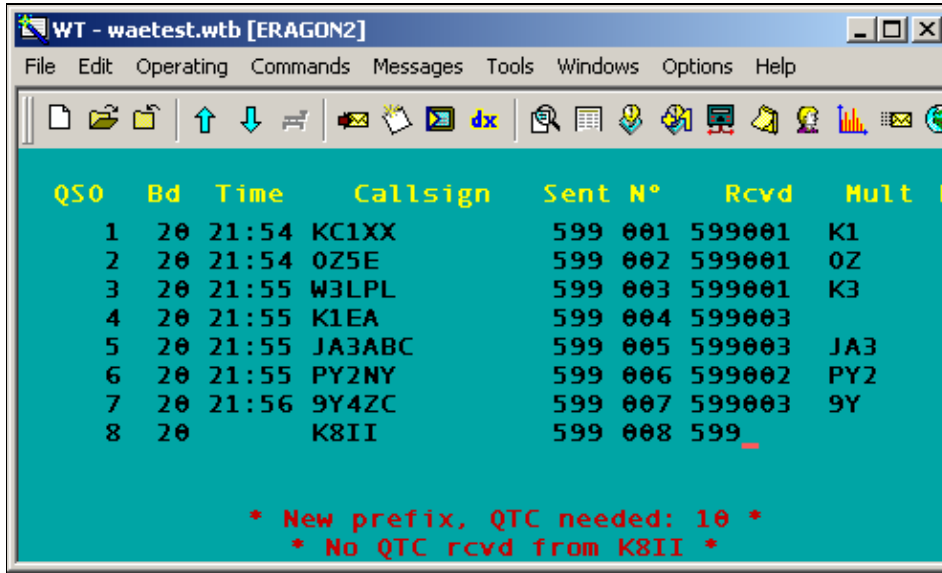 WT - waetest.wtb [ERAGON2]
File Edit Operating Commands Messages Tools Windows Options Help
dx
QSO Bd Time Callsign Sent N° Rcvd Mult
1 20 21:54 KC1XX 599 001 599001 K1
2 20 21:54 OZ5E 599 002 599001 OZ
3 20 21:55 W3LPL 599 003 599001 K3
4 20 21:55 K1EA 599 004 599003
5 20 21:55 JA3ABC 599 005 599003 JA3
6 20 21:55 PY2NY 599 006 599002 PY2
7 20 21:56 9Y4ZC 599 007 599003 9Y
8 20 K8II 599 008 599_
* New prefix, QTC needed: 10 *
* No QTC rcvd from K8II *